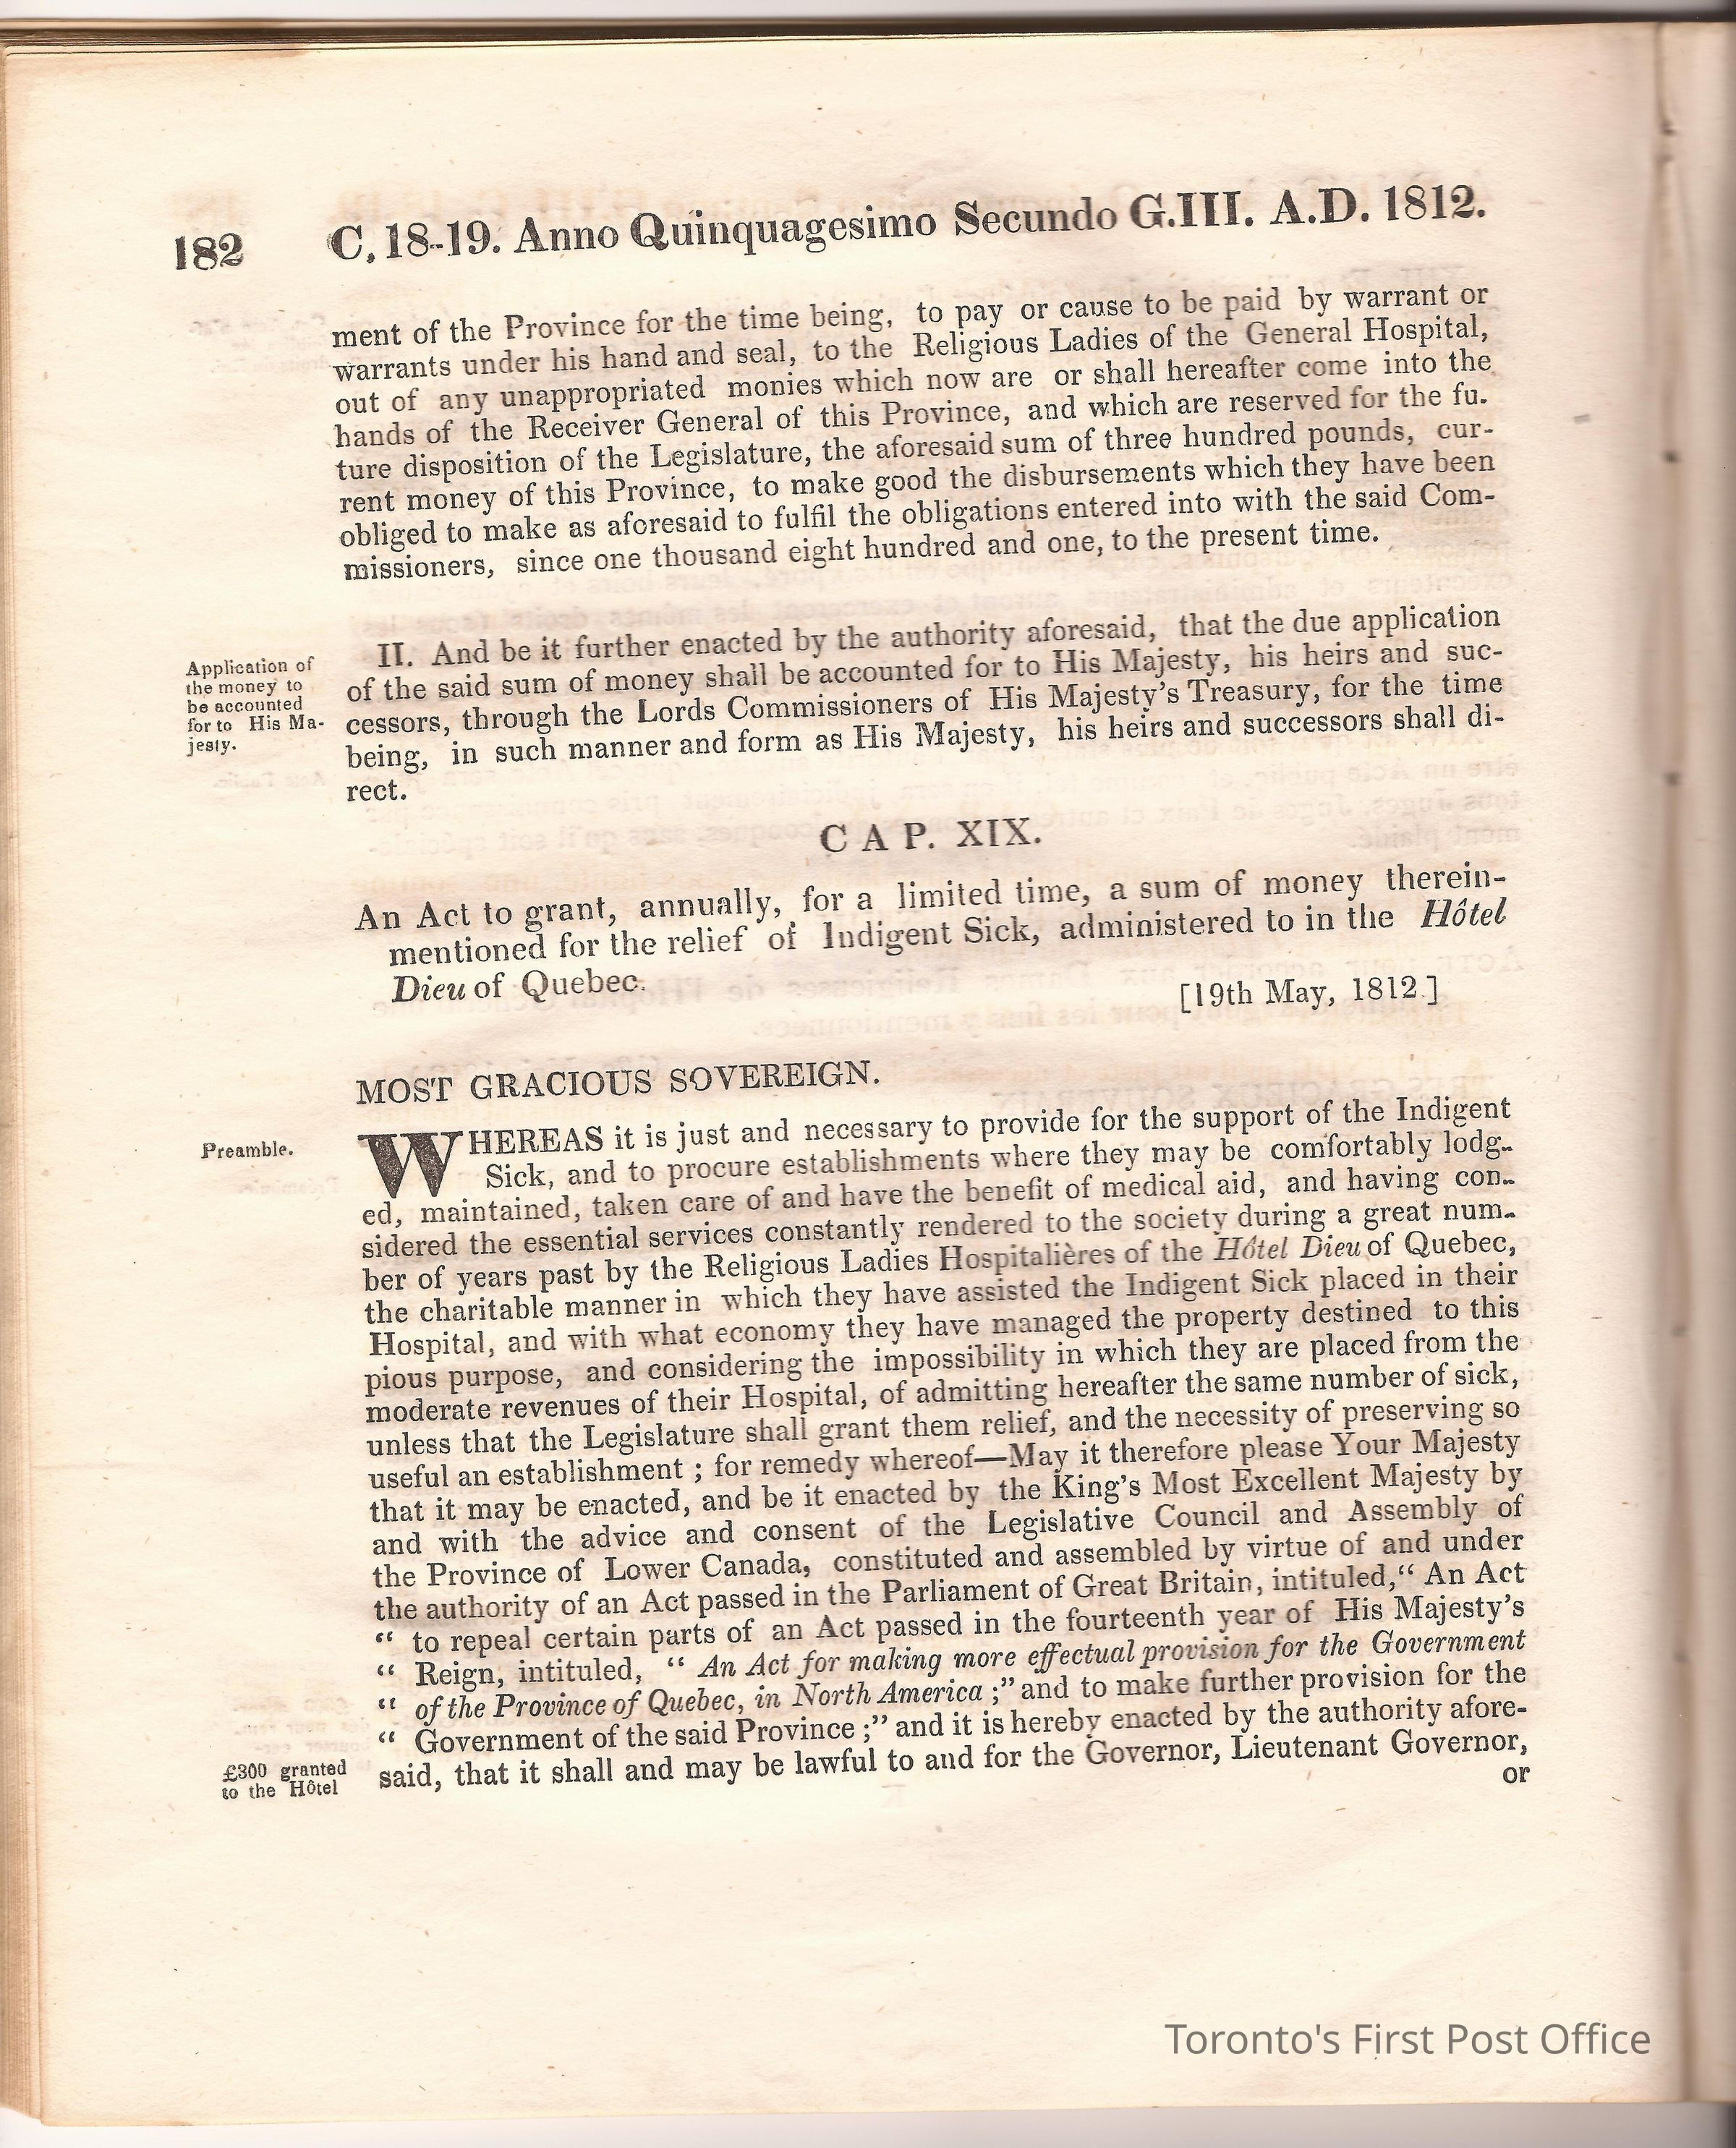 182 C. 18-19. Anno Quinquagesimo Secundo G.III. A.D. 1812.
ment of the Province for the time being, to pay or cause to be paid by warrant or
warrants under his hand and seal, to the Religious Ladies of the General Hospital,
out of any unappropriated monies which now are or shall hereafter come into the
hands of the Receiver General of this Province, and which are reserved for the fu-
ture disposition of the Legislature, the aforesaid sum of three hundred pounds, cur-
rent money of this Province, to make good the disbursements which they have been
obliged to make as aforesaid to fulfil the obligations entered into with the said Com-
missioners, since one thousand eight hundred and one, to the present time.
Application of
the money to
be accounted
for to His Ma-
jesty.
II. And be it further enacted by the authority aforesaid, that the due application
of the said sum of money shall be accounted for to His Majesty, his heirs and suc-
cessors, through the Lords Commissioners of His Majesty's Treasury, for the time
being, in such manner and form as His Majesty, his heirs and successors shall di-
rect.
CAP. XIX.
An Act to grant, annually, for a limited time, a sum of money therein-
mentioned for the relief of Indigent Sick, administered to in the Hôtel
Dieu of Quebec.
[19th May, 1812.]
MOST GRACIOUS SOVEREIGN.
Preamble.
WHEREAS it is just and necessary to provide for the support of the Indigent
Sick, and to procure establishments where they may be comfortably lodg-
ed, maintained, taken care of and have the benefit of medical aid, and having con-
sidered the essential services constantly rendered to the society during a great num-
ber of years past by the Religious Ladies Hospitalières of the Hôtel Dieu of Quebec,
the charitable manner in which they have assisted the Indigent Sick placed in their
Hospital, and with what economy they have managed the property destined to this
pious purpose, and considering the impossibility in which they are placed from the
moderate revenues of their Hospital, of admitting hereafter the same number of sick,
unless that the Legislature shall grant them relief, and the necessity of preserving so
useful an establishment ; for remedy whereof—May it therefore please Your Majesty
that it may be enacted, and be it enacted by the King's Most Excellent Majesty by
and with the advice and consent of the Legislative Council and Assembly of
the Province of Lower Canada, constituted and assembled by virtue of and under
the authority of an Act passed in the Parliament of Great Britain, intituled, “ An Act
“ to repeal certain parts of an Act passed in the fourteenth year of His Majesty's
“ Reign, intituled, “ An Act for making more effectual provision for the Government
“ of the Province of Quebec, in North America ;” and to make further provision for the
“ Government of the said Province ;” and it is hereby enacted by the authority afore-
said, that it shall and may be lawful to and for the Governor, Lieutenant Governor,
£300 granted
to the Hôtel
or
Toronto's First Post Office